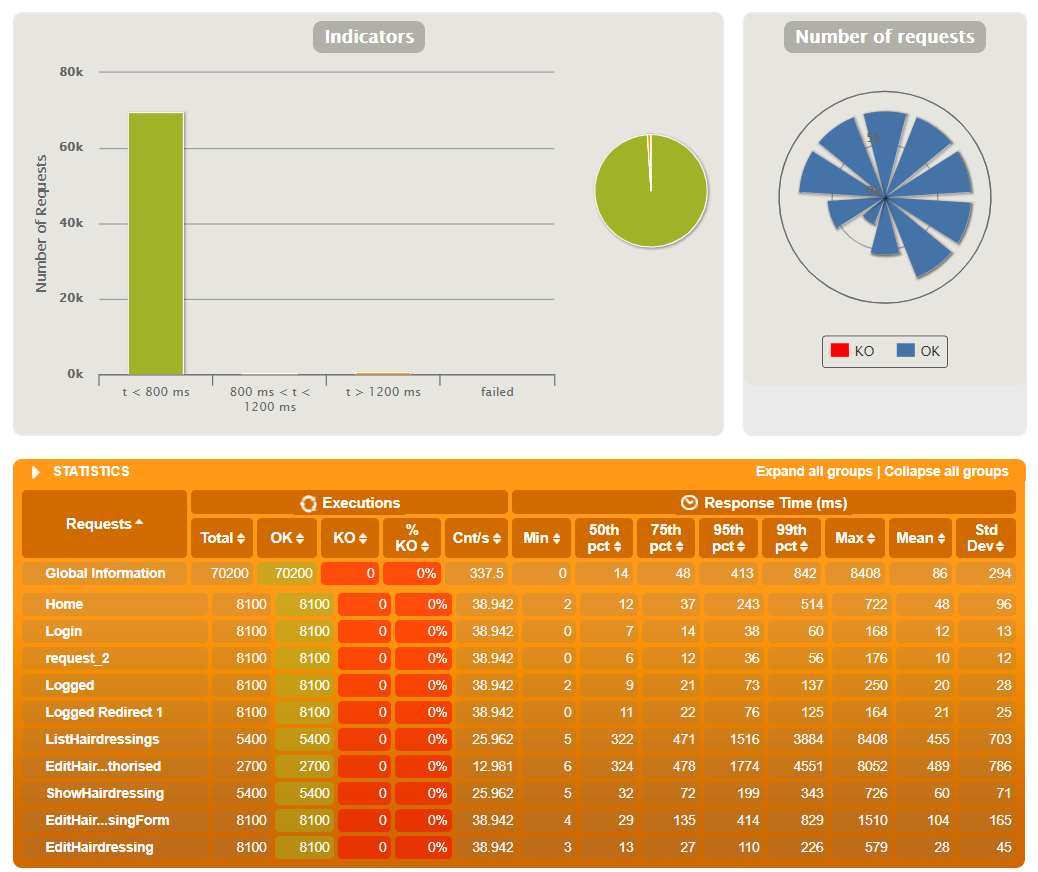 Indicators
Number of requests
80k
60k
40k
20k
0k
Number of Requests
t < 800 ms
800 ms < t <
1200 ms
t > 1200 ms
failed
5k
0k
KO OK
STATISTICS
Expand all groups | Collapse all groups
Requests
Executions
Response Time (ms)
Total OK KO % KO Cnt/s Min 50th pct 75th pct 95th pct 99th pct Max Mean Std Dev
Global Information 70200 70200 0 0% 337.5 0 14 48 413 842 8408 86 294
Home 8100 8100 0 0% 38.942 2 12 37 243 514 722 48 96
Login 8100 8100 0 0% 38.942 0 7 14 38 60 168 12 13
request_2 8100 8100 0 0% 38.942 0 6 12 36 56 176 10 12
Logged 8100 8100 0 0% 38.942 2 9 21 73 137 250 20 28
Logged Redirect 1 8100 8100 0 0% 38.942 0 11 22 76 125 164 21 25
ListHairdressings 5400 5400 0 0% 25.962 5 322 471 1516 3884 8408 455 703
EditHair...thorised 2700 2700 0 0% 12.981 6 324 478 1774 4551 8052 489 786
ShowHairdressing 5400 5400 0 0% 25.962 5 32 72 199 343 726 60 71
EditHair...singForm 8100 8100 0 0% 38.942 4 29 135 414 829 1510 104 165
EditHairdressing 8100 8100 0 0% 38.942 3 13 27 110 226 579 28 45